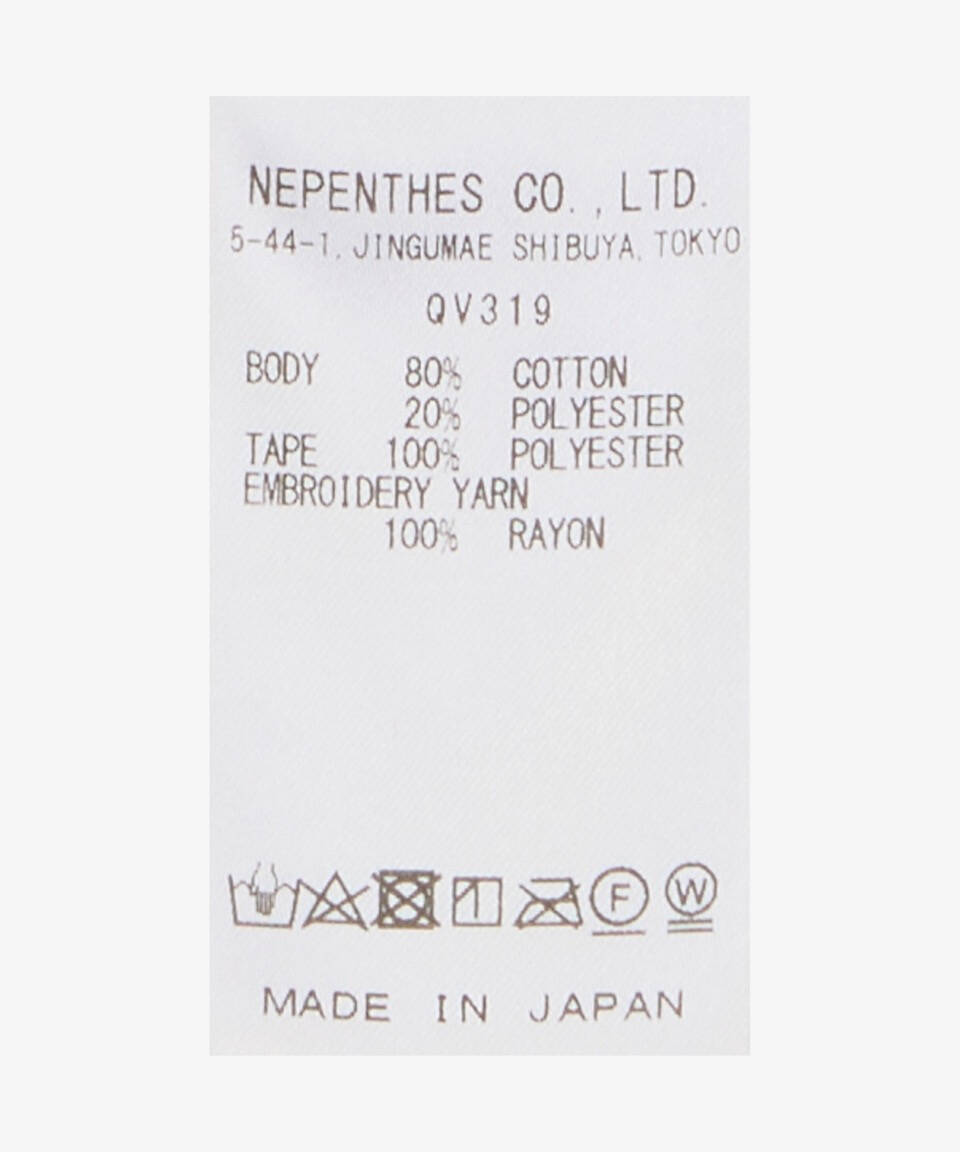 NEPENTHES CO.,LTD.
5-44-1, JINGUMAE SHIBUYA, TOKYO
QV319
BODY 80% COTTON
20% POLYESTER
TAPE 100% POLYESTER
EMBROIDERY YARN
100% RAYON
F W
MADE IN JAPAN